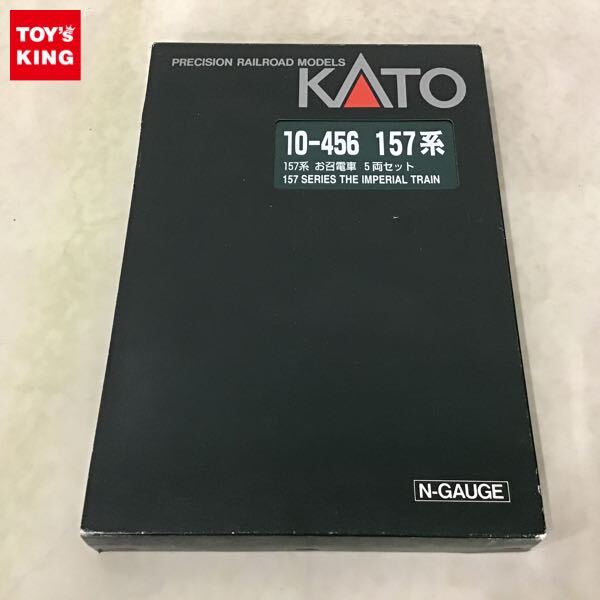 TOY'S
KING
PRECISION RAILROAD MODELS
KATO
10-456 157系
157系 お召電車 5両セット
157 SERIES THE IMPERIAL TRAIN
N-GAUGE